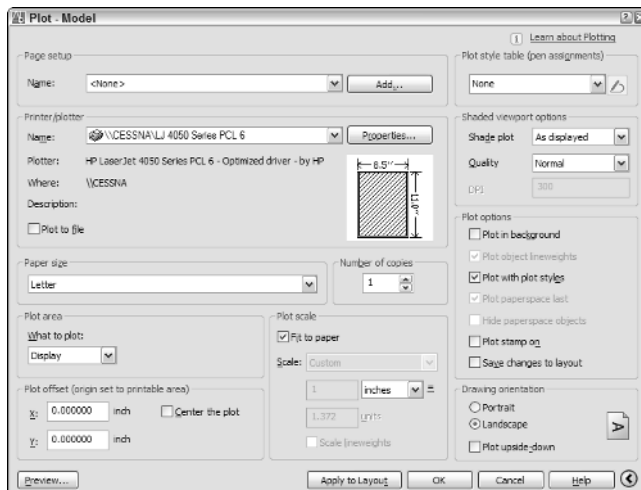 Plot - Model
Learn about Plotting
Page setup
Name: <None> Add...
Plot style table (pen assignments)
None
Printer/plotter
Name: \\CESSNA\LJ 4050 Series PCL 6 Properties...
Plotter: HP LaserJet 4050 Series PCL 6 - Optimized driver - by HP
Where: \\CESSNA
Description:
Plot to file
8.5''
11.0''
Shaded viewport options
Shade plot As displayed
Quality Normal
DPI 300
Paper size
Letter
Number of copies
1
Plot options
Plot in background
Plot object lineweights
Plot with plot styles
Plot paperspace last
Hide paperspace objects
Plot stamp on
Save changes to layout
Plot area
What to plot:
Display
Plot scale
Fit to paper
Scale: Custom
1 inches =
1.372 units
Scale lineweights
Plot offset (origin set to printable area)
X: 0.000000 inch Center the plot
Y: 0.000000 inch
Drawing orientation
Portrait
Landscape
Plot upside-down
A
Preview... Apply to Layout OK Cancel Help